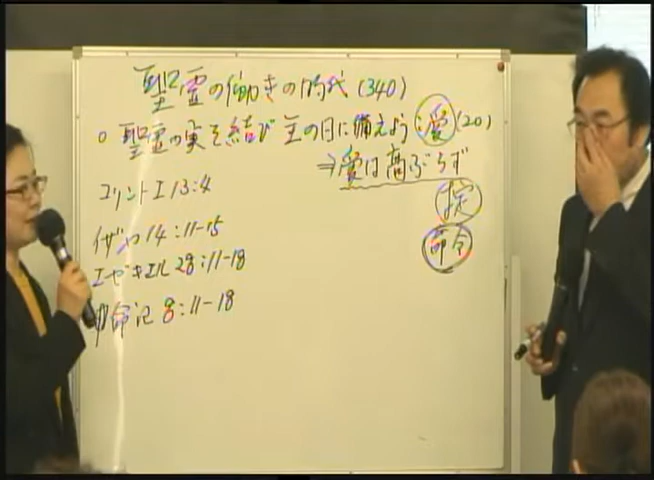 聖霊の働きの時代(340)
○ 聖霊の実を結び主の日に備えよう:愛(20)
⇒愛は高ぶらず
掟
命令
コリントI 13:4
イザヤ 14:11-15
エゼキエル 28:11-18
申命記 8:11-18